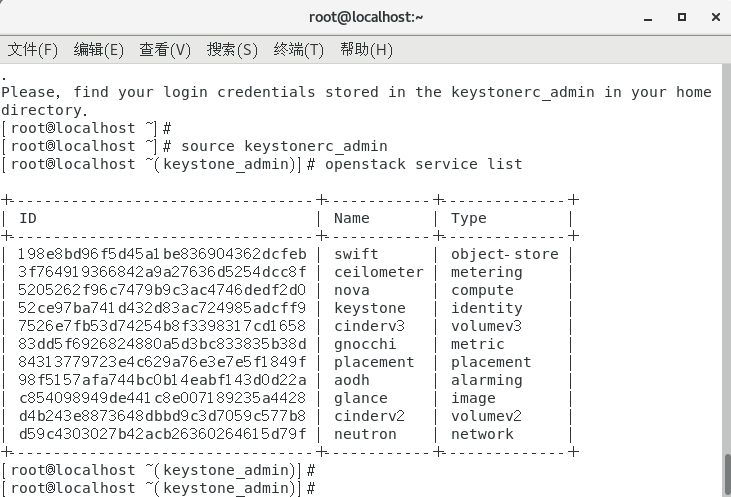 root@localhost:~
文件(F) 编辑(E) 查看(V) 搜索(S) 终端(T) 帮助(H)
.
Please, find your login credentials stored in the keystonerc_admin in your home
directory.
[root@localhost ~]#
[root@localhost ~]# source keystonerc_admin
[root@localhost ~(keystone_admin)]# openstack service list
+----------------------------------+------------+--------------+
| ID | Name | Type |
+----------------------------------+------------+--------------+
| 198e8bd96f5d45a1be836904362dcfeb | swift | object-store |
| 3f764919366842a9a27636d5254dcc8f | ceilometer | metering |
| 5205262f96c7479b9c3ac4746dedf2d0 | nova | compute |
| 52ce97ba741d432d83ac724985adcff9 | keystone | identity |
| 7526e7fb53d74254b8f3398317cd1658 | cinderv3 | volumev3 |
| 83dd5f6926824880a5d3bc833835b38d | gnocchi | metric |
| 84313779723e4c629a76e3e7e5f1849f | placement | placement |
| 98f5157afa744bc0b14eabf143d0d22a | aodh | alarming |
| c854098949de441c8e007189235a4428 | glance | image |
| d4b243e8873648dbbd9c3d7059c577b8 | cinderv2 | volumev2 |
| d59c4303027b42acb26360264615d79f | neutron | network |
+----------------------------------+------------+--------------+
[root@localhost ~(keystone_admin)]#
[root@localhost ~(keystone_admin)]#